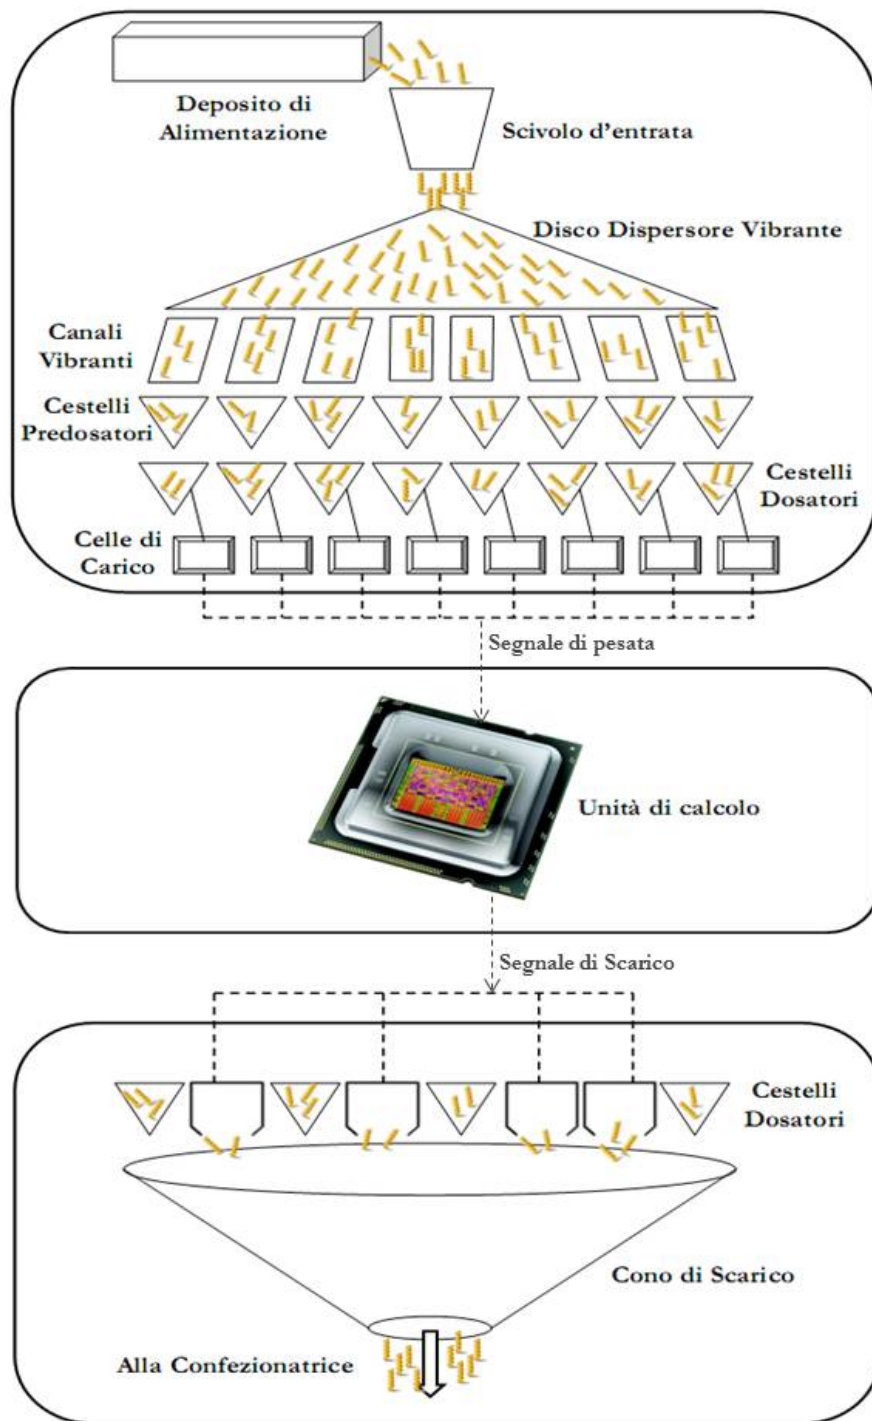 Deposito di
Alimentazione
Scivolo d’entrata
Disco Dispersore Vibrante
Canali
Vibranti
Cestelli
Predosatori
Cestelli
Dosatori
Celle di
Carico
Segnale di pesata
Unità di calcolo
Segnale di Scarico
Cestelli
Dosatori
Cono di Scarico
Alla Confezionatrice